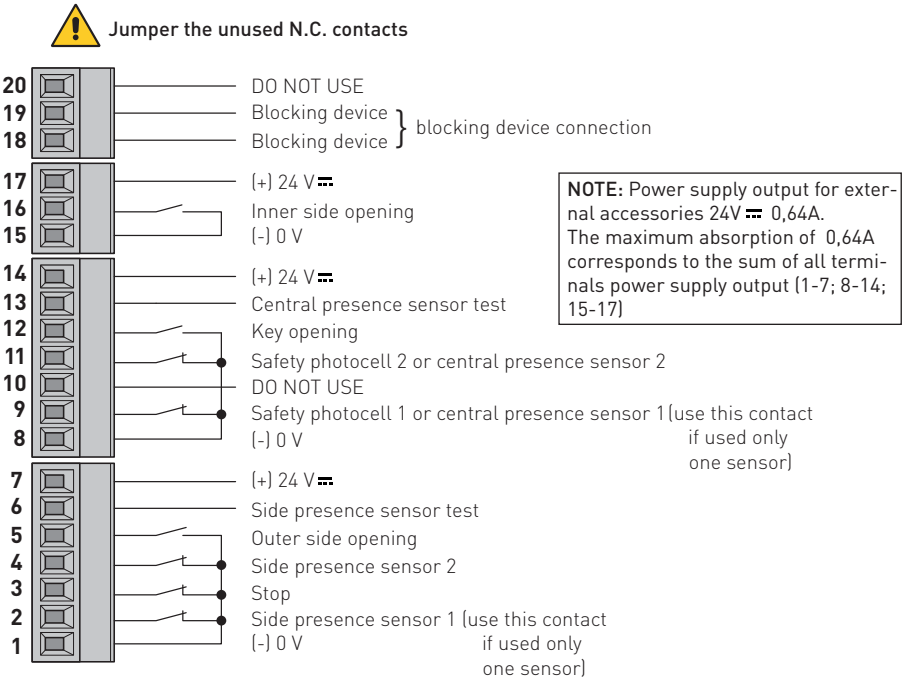 Jumper the unused N.C. contacts
20 DO NOT USE
19 Blocking device
18 Blocking device
} blocking device connection
17 (+) 24 V ⎓
16 Inner side opening
15 (-) 0 V
NOTE: Power supply output for exter-
nal accessories 24V ⎓ 0,64A.
The maximum absorption of 0,64A
corresponds to the sum of all termi-
nals power supply output (1-7; 8-14;
15-17)
14 (+) 24 V ⎓
13 Central presence sensor test
12 Key opening
11 Safety photocell 2 or central presence sensor 2
10 DO NOT USE
9 Safety photocell 1 or central presence sensor 1 (use this contact
8 (-) 0 V if used only
one sensor)
7 (+) 24 V ⎓
6 Side presence sensor test
5 Outer side opening
4 Side presence sensor 2
3 Stop
2 Side presence sensor 1 (use this contact
1 (-) 0 V if used only
one sensor)